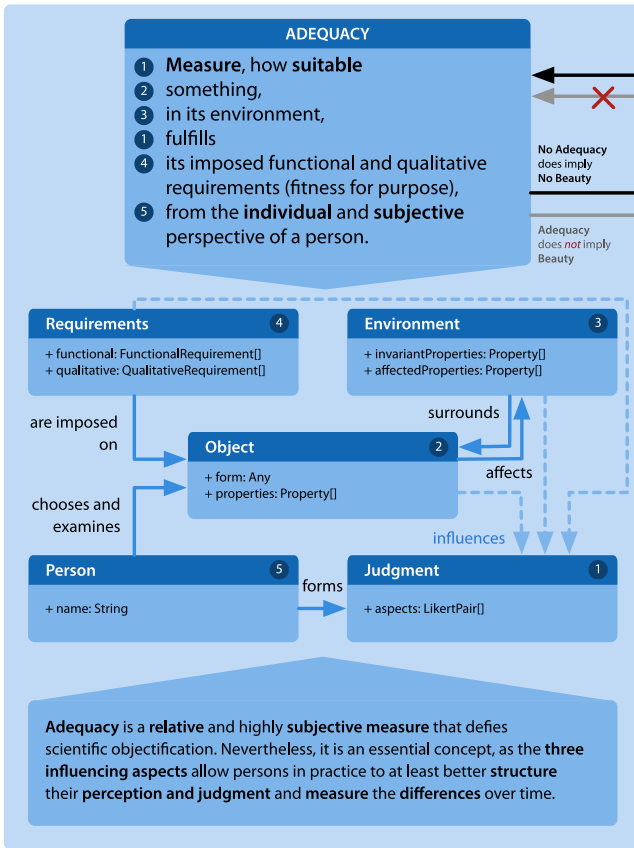 ADEQUACY
1 Measure, how suitable
2 something,
3 in its environment,
1 fulfills
4 its imposed functional and qualitative
requirements (fitness for purpose),
5 from the individual and subjective
perspective of a person.
No Adequacy
does imply
No Beauty
Adequacy
does not imply
Beauty
Requirements 4
+ functional: FunctionalRequirement[]
+ qualitative: QualitativeRequirement[]
Environment 3
+ invariantProperties: Property[]
+ affectedProperties: Property[]
are imposed
on
surrounds
Object 2
+ form: Any
+ properties: Property[]
affects
chooses and
examines
influences
Person 5
+ name: String
forms
Judgment 1
+ aspects: LikertPair[]
Adequacy is a relative and highly subjective measure that defies
scientific objectification. Nevertheless, it is an essential concept, as the three
influencing aspects allow persons in practice to at least better structure
their perception and judgment and measure the differences over time.